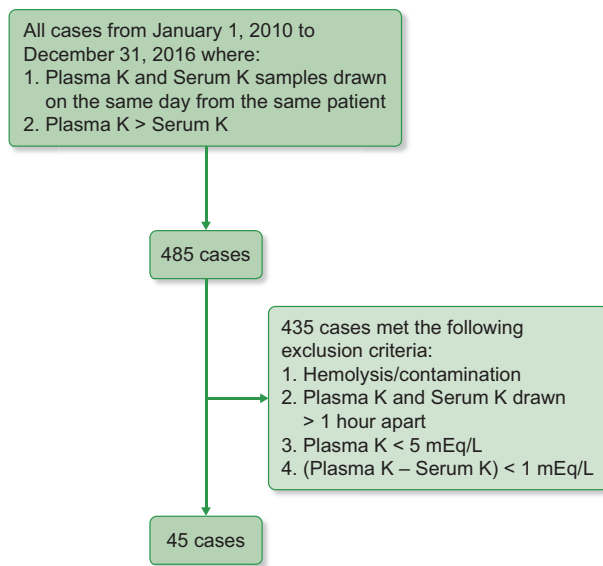 All cases from January 1, 2010 to
December 31, 2016 where:
1. Plasma K and Serum K samples drawn
on the same day from the same patient
2. Plasma K > Serum K
485 cases
435 cases met the following
exclusion criteria:
1. Hemolysis/contamination
2. Plasma K and Serum K drawn
> 1 hour apart
3. Plasma K < 5 mEq/L
4. (Plasma K – Serum K) < 1 mEq/L
45 cases